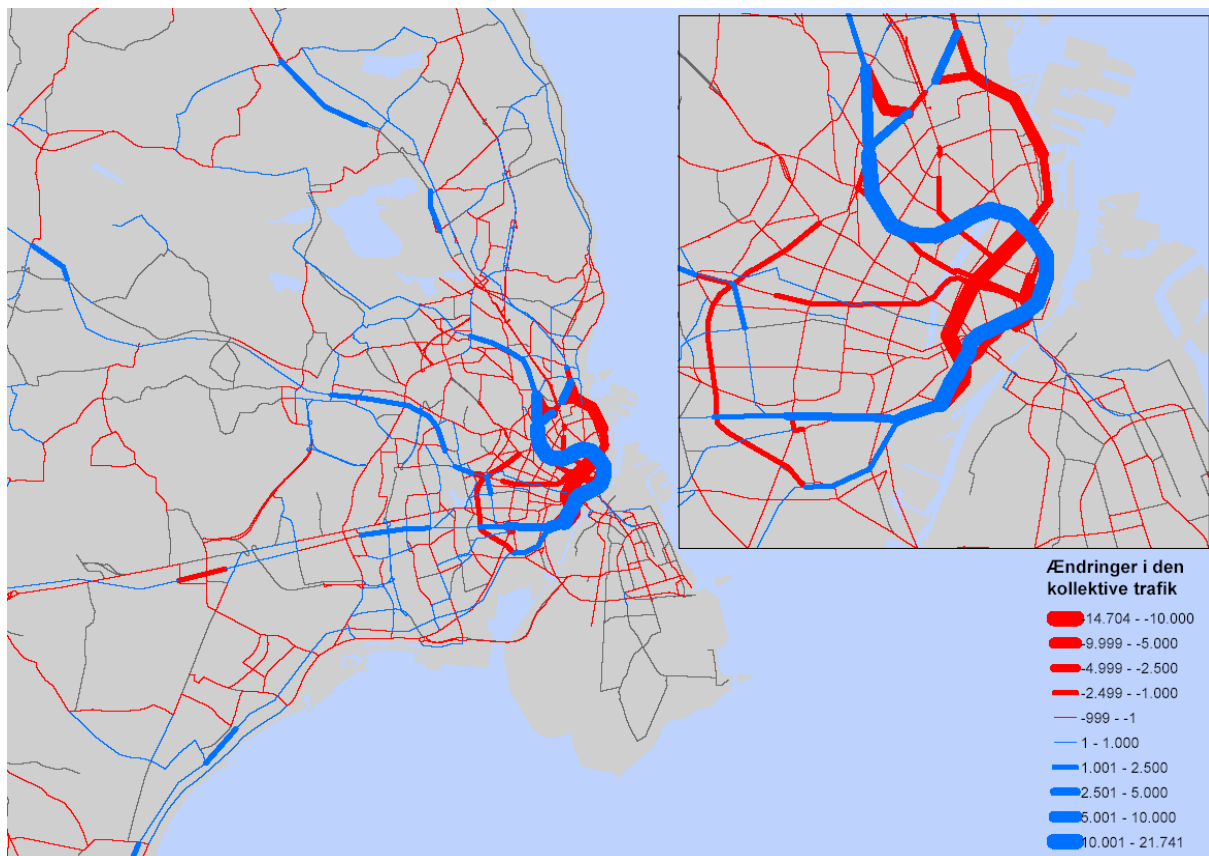 Ændringer i den
kollektive trafik
-14.704 - -10.000
-9.999 - -5.000
-4.999 - -2.500
-2.499 - -1.000
-999 - -1
1 - 1.000
1.001 - 2.500
2.501 - 5.000
5.001 - 10.000
10.001 - 21.741